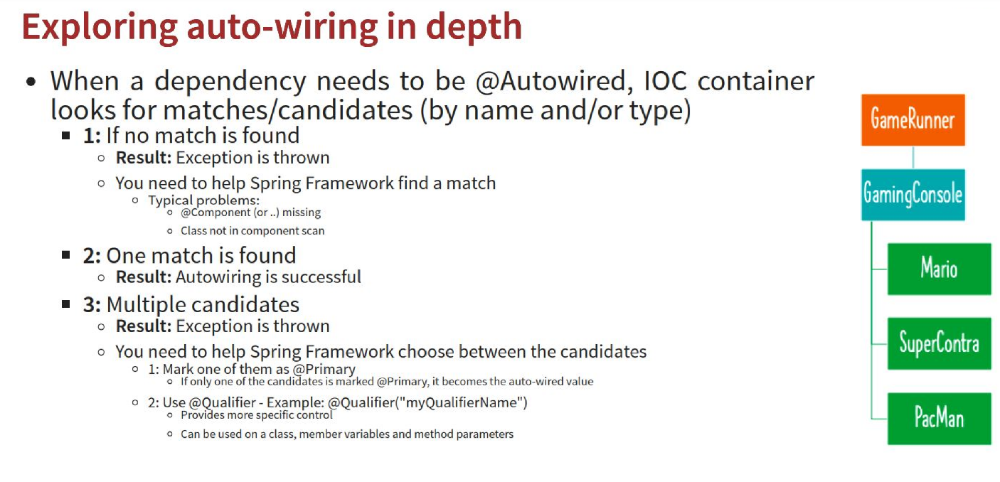 Exploring auto-wiring in depth
• When a dependency needs to be @Autowired, IOC container
looks for matches/candidates (by name and/or type)
▪ 1: If no match is found
○ Result: Exception is thrown
○ You need to help Spring Framework find a match
○ Typical problems:
○ @Component (or ..) missing
○ Class not in component scan
▪ 2: One match is found
○ Result: Autowiring is successful
▪ 3: Multiple candidates
○ Result: Exception is thrown
○ You need to help Spring Framework choose between the candidates
○ 1: Mark one of them as @Primary
○ If only one of the candidates is marked @Primary, it becomes the auto-wired value
○ 2: Use @Qualifier - Example: @Qualifier("myQualifierName")
○ Provides more specific control
○ Can be used on a class, member variables and method parameters
GameRunner
GamingConsole
Mario
SuperContra
PacMan